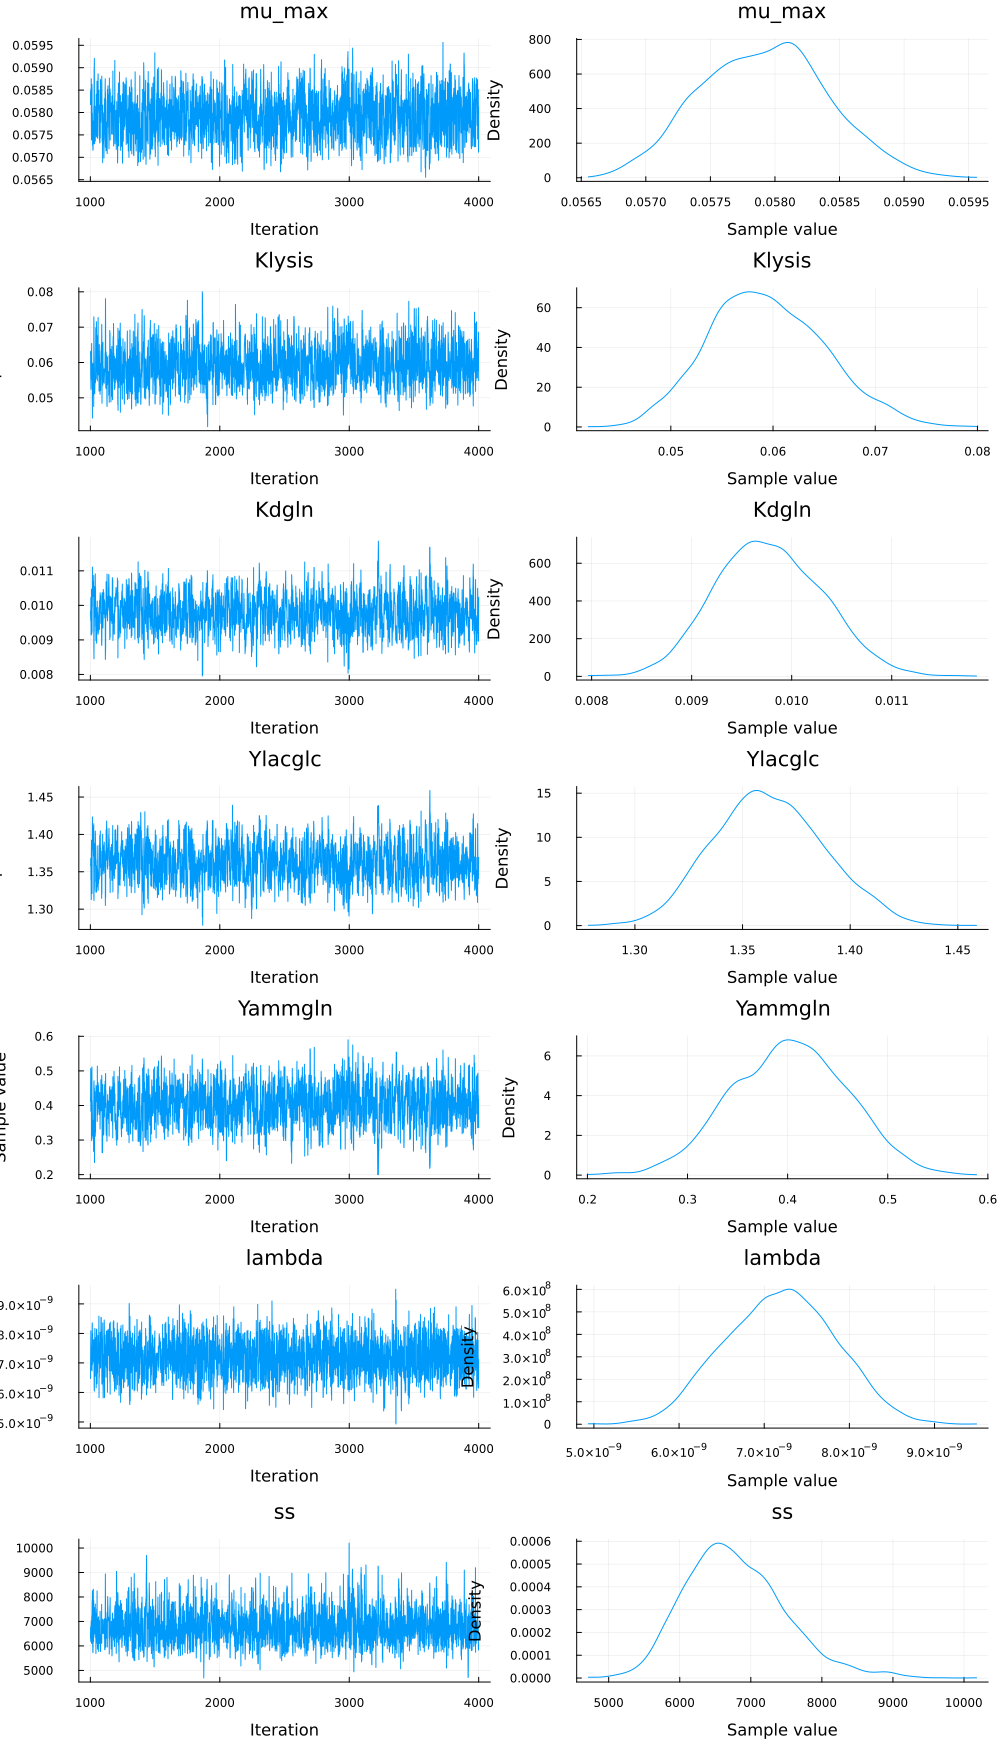 mu_max
mu_max
0.0595
0.0590
0.0585
0.0580
0.0575
0.0570
0.0565
1000 2000 3000 4000
Iteration
Density
800
600
400
200
0
0.0565 0.0570 0.0575 0.0580 0.0585 0.0590 0.0595
Sample value
Klysis
Klysis
0.08
0.07
0.06
0.05
1000 2000 3000 4000
Iteration
Density
60
40
20
0
0.05 0.06 0.07 0.08
Sample value
Kdgln
Kdgln
0.011
0.010
0.009
0.008
1000 2000 3000 4000
Iteration
Density
600
400
200
0
0.008 0.009 0.010 0.011
Sample value
Ylacglc
Ylacglc
1.45
1.40
1.35
1.30
1000 2000 3000 4000
Iteration
Density
15
10
5
0
1.30 1.35 1.40 1.45
Sample value
Yammgln
Yammgln
Sample value
0.6
0.5
0.4
0.3
0.2
1000 2000 3000 4000
Iteration
Density
6
4
2
0
0.2 0.3 0.4 0.5 0.6
Sample value
lambda
lambda
9.0×10⁻⁹
8.0×10⁻⁹
7.0×10⁻⁹
6.0×10⁻⁹
5.0×10⁻⁹
1000 2000 3000 4000
Iteration
Density
6.0×10⁸
5.0×10⁸
4.0×10⁸
3.0×10⁸
2.0×10⁸
1.0×10⁸
0
5.0×10⁻⁹ 6.0×10⁻⁹ 7.0×10⁻⁹ 8.0×10⁻⁹ 9.0×10⁻⁹
Sample value
ss
ss
10000
9000
8000
7000
6000
5000
1000 2000 3000 4000
Iteration
Density
0.0006
0.0005
0.0004
0.0003
0.0002
0.0001
0.0000
5000 6000 7000 8000 9000 10000
Sample value